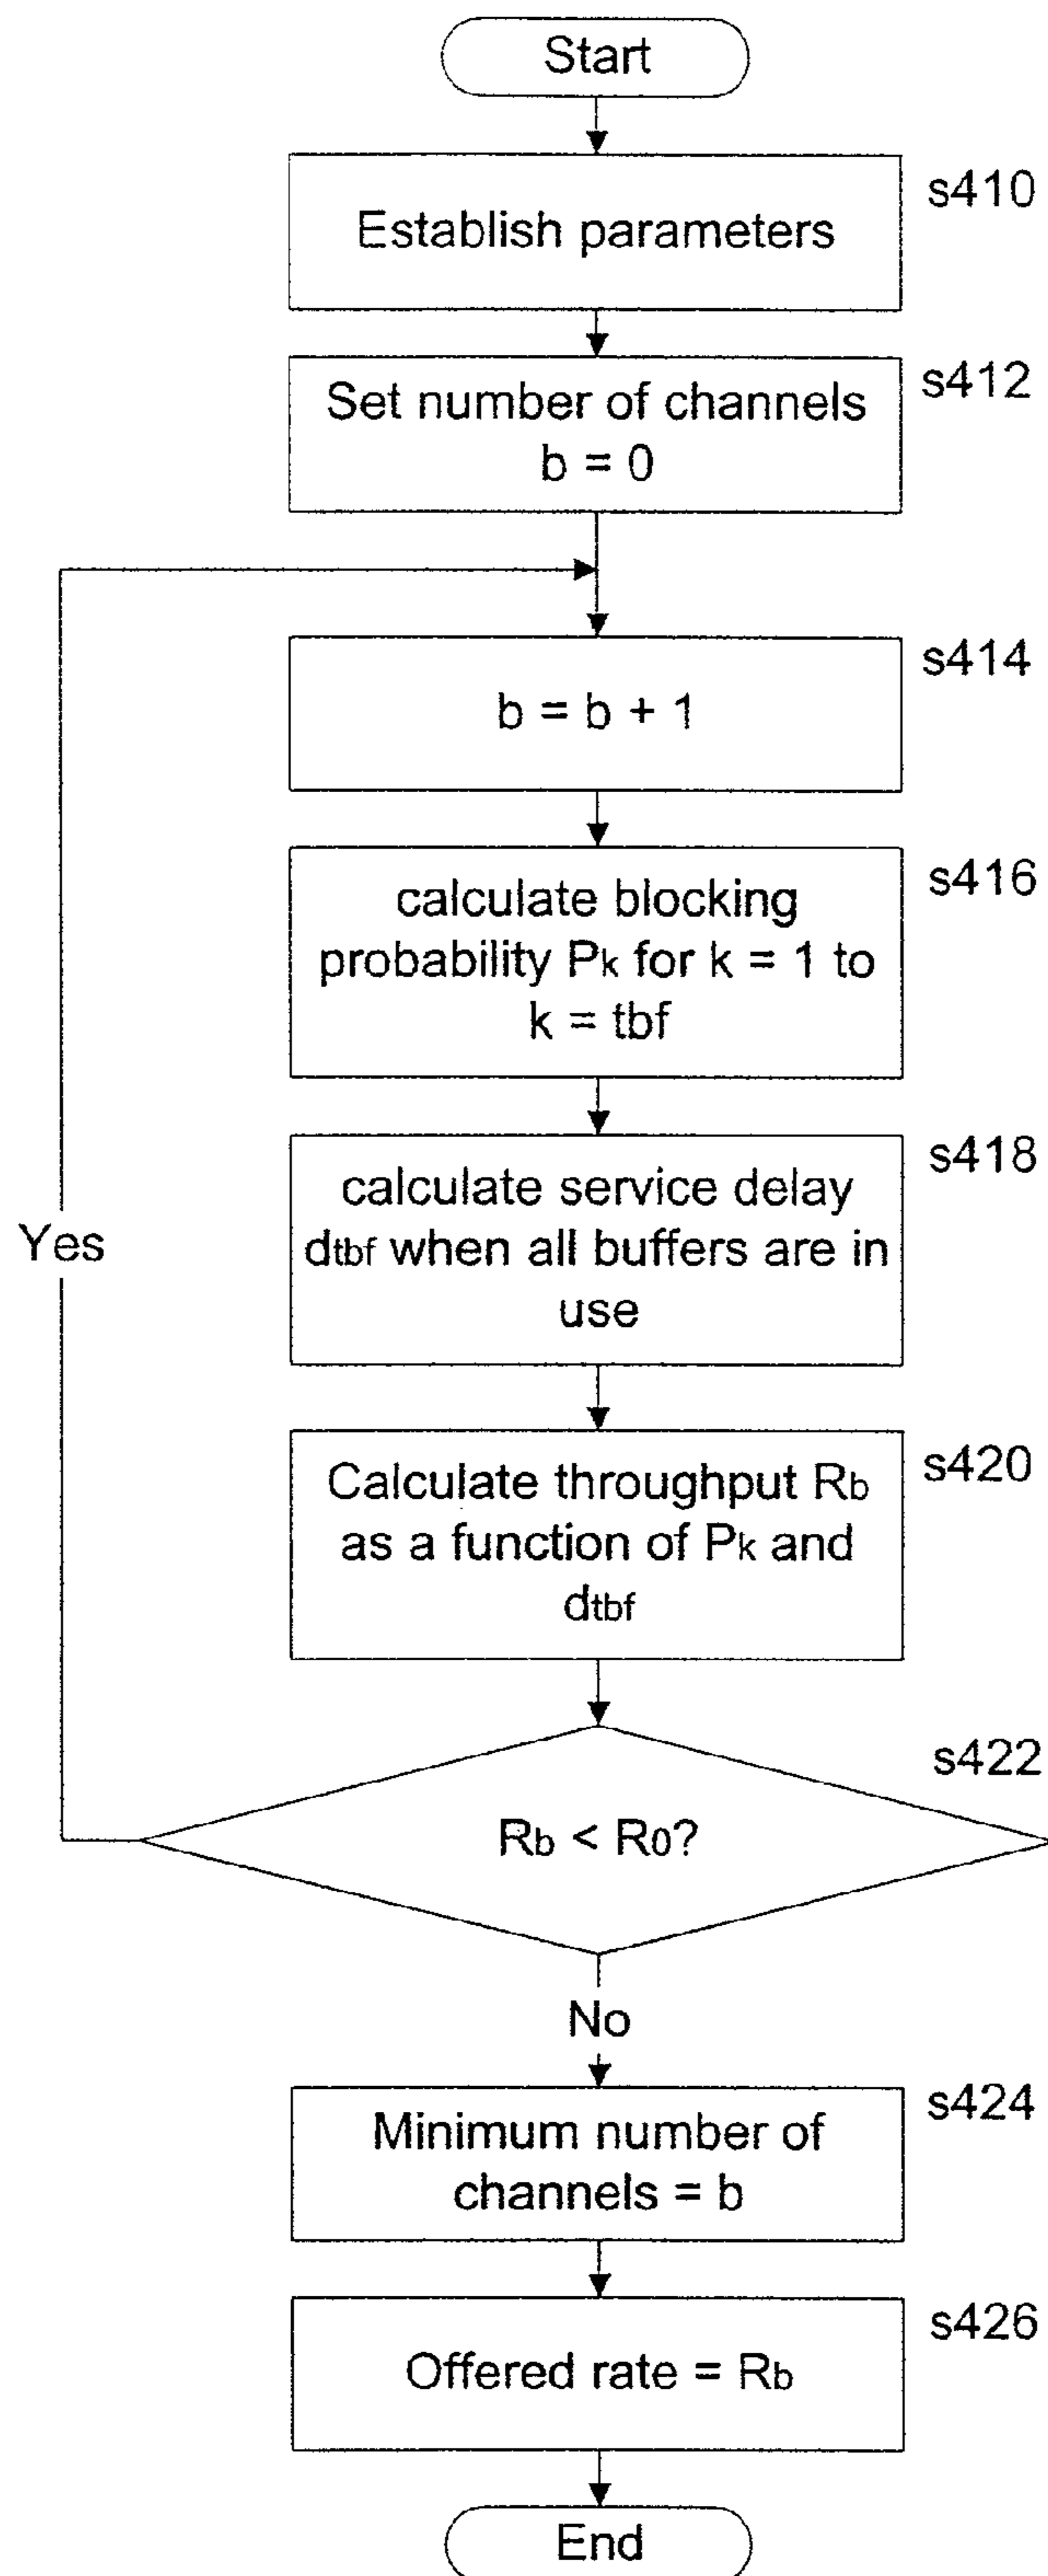 Start
s410
Establish parameters
s412
Set number of channels
b = 0
s414
b = b + 1
s416
calculate blocking
probability Pk for k = 1 to
k = tbf
s418
calculate service delay
dtbf when all buffers are in
use
Yes
s420
Calculate throughput Rb
as a function of Pk and
dtbf
s422
Rb < R0?
No
s424
Minimum number of
channels = b
s426
Offered rate = Rb
End